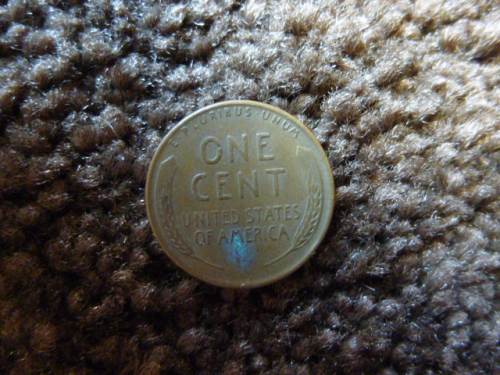 E PLURIBUS UNUM
ONE
CENT
UNITED STATES
OF AMERICA